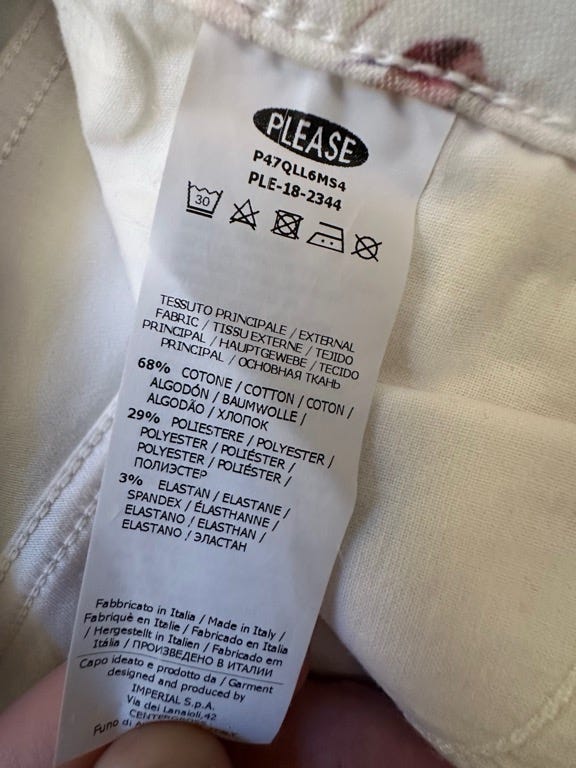 PLEASE
P47QLL6MS4
PLE-18-2344
30
TESSUTO PRINCIPALE / EXTERNAL
FABRIC / TISSU EXTERNE / TEJIDO
PRINCIPAL / HAUPTGEWEBE / TECIDO
PRINCIPAL / ОСНОВНАЯ ТКАНЬ
68% COTONE / COTTON / COTON /
ALGODÓN / BAUMWOLLE /
ALGODÃO / ХЛОПОК
29% POLIESTERE / POLYESTER /
POLYESTER / POLIÉSTER /
POLYESTER / POLIÉSTER /
ПОЛИЭСТЕР
3% ELASTAN / ELASTANE /
SPANDEX / ÉLASTHANNE /
ELASTANO / ELASTHAN /
ELASTANO / ЭЛАСТАН
Fabbricato in Italia / Made in Italy /
Fabriqué en Italie / Fabricado en Italia
/ Hergestellt in Italien / Fabricado em
Itália / ПРОИЗВЕДЕНО В ИТАЛИИ
Capo ideato e prodotto da / Garment
designed and produced by
IMPERIAL S.p.A.
Via dei Lanaioli,42
Funo di